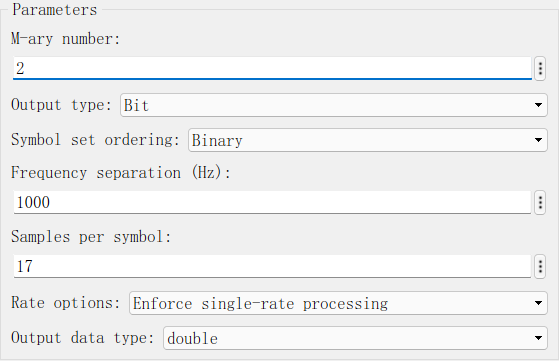 Parameters
M-ary number:
2
Output type: Bit
Symbol set ordering: Binary
Frequency separation (Hz):
1000
Samples per symbol:
17
Rate options: Enforce single-rate processing
Output data type: double